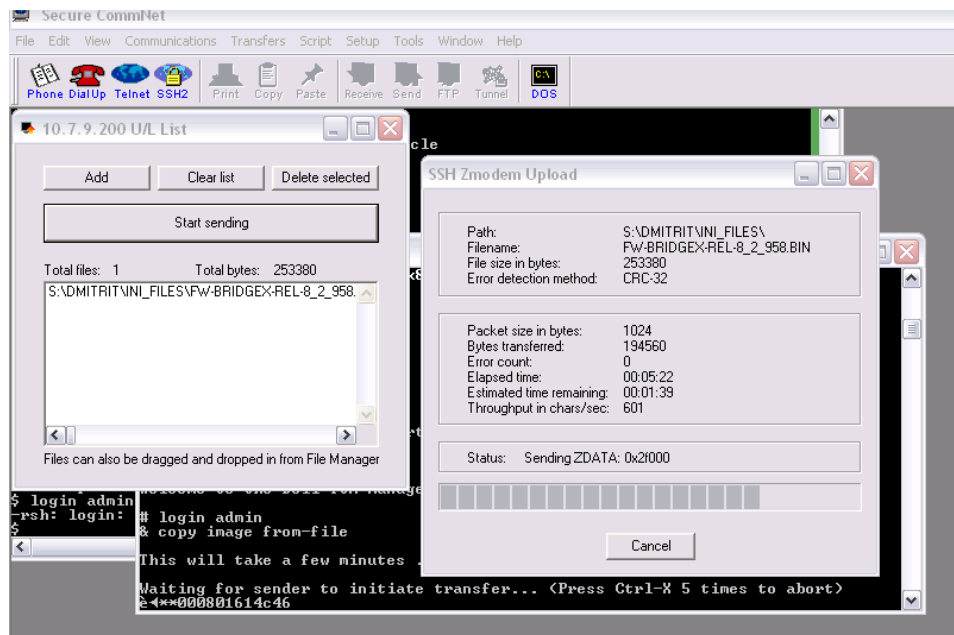 Secure CommNet
File Edit View Communications Transfers Script Setup Tools Window Help
Phone DialUp Telnet SSH2 Print Copy Paste Receive Send FTP Tunnel C:\ DOS
10.7.9.200 U/L List
Add Clear list Delete selected
Start sending
Total files: 1 Total bytes: 253380
S:\DMITRIT\INI_FILES\FW-BRIDGEX-REL-8_2_958.
Files can also be dragged and dropped in from File Manager
SSH Zmodem Upload
Path: S:\DMITRIT\INI_FILES\
Filename: FW-BRIDGEX-REL-8_2_958.BIN
File size in bytes: 253380
Error detection method: CRC-32
Packet size in bytes: 1024
Bytes transferred: 194560
Error count: 0
Elapsed time: 00:05:22
Estimated time remaining: 00:01:39
Throughput in chars/sec: 601
Status: Sending ZDATA: 0x2f000
Cancel
cle
$ login admin
-rsh: login:
$
# login admin
& copy image from-file
This will take a few minutes .
Waiting for sender to initiate transfer... (Press Ctrl-X 5 times to abort)
è◄**000801614c46